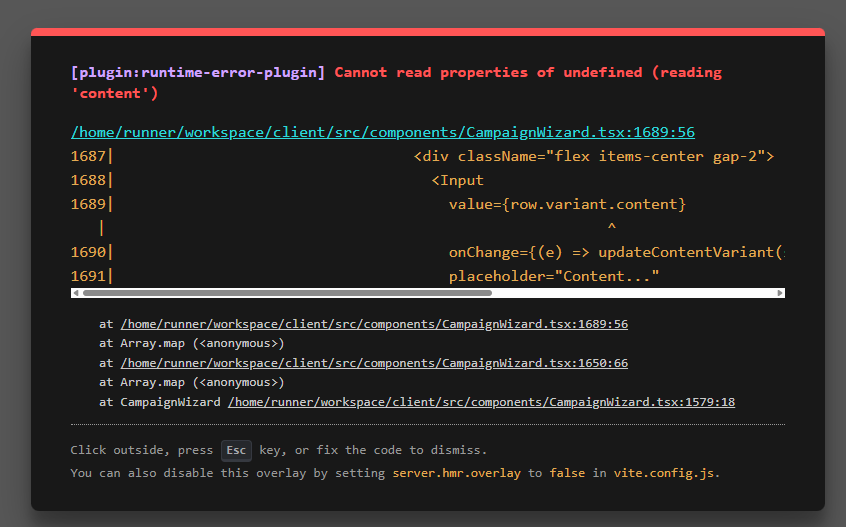 [plugin:runtime-error-plugin] Cannot read properties of undefined (reading
'content')
/home/runner/workspace/client/src/components/CampaignWizard.tsx:1689:56
1687| <div className="flex items-center gap-2">
1688| <Input
1689| value={row.variant.content}
| ^
1690| onChange={(e) => updateContentVariant(
1691| placeholder="Content..."
at /home/runner/workspace/client/src/components/CampaignWizard.tsx:1689:56
at Array.map (<anonymous>)
at /home/runner/workspace/client/src/components/CampaignWizard.tsx:1650:66
at Array.map (<anonymous>)
at CampaignWizard /home/runner/workspace/client/src/components/CampaignWizard.tsx:1579:18
Click outside, press Esc key, or fix the code to dismiss.
You can also disable this overlay by setting server.hmr.overlay to false in vite.config.js.